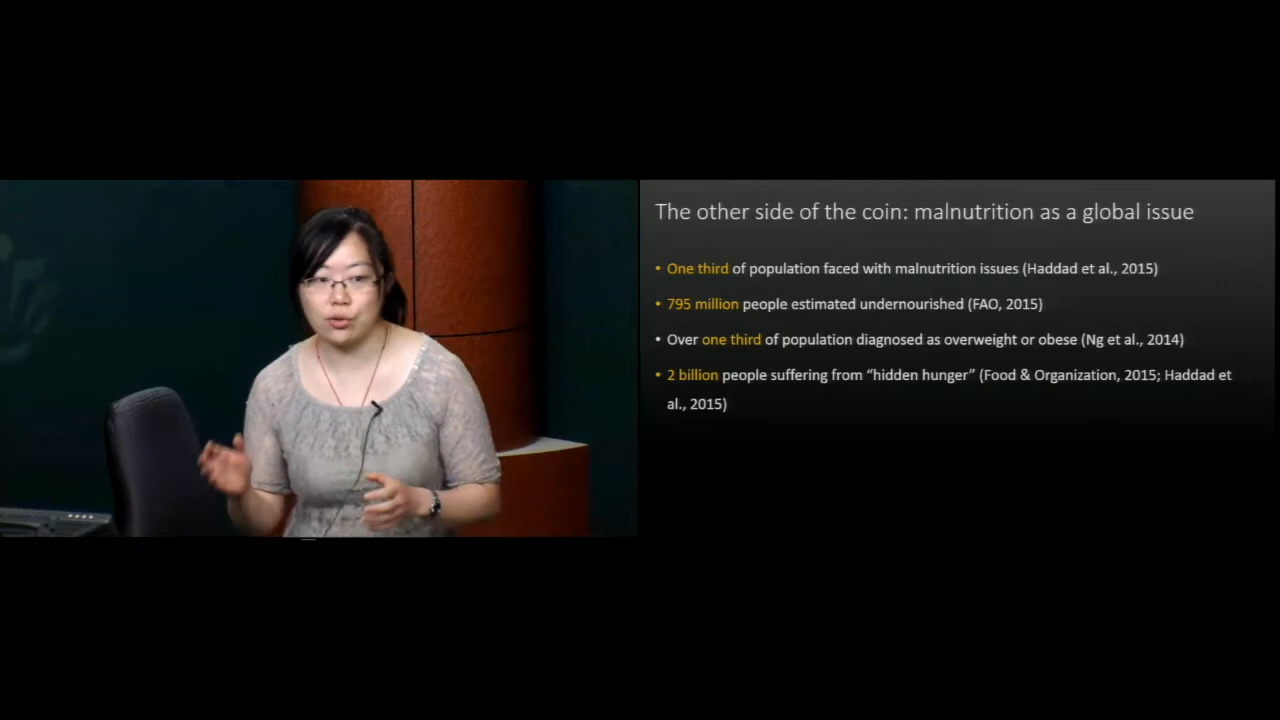 The other side of the coin: malnutrition as a global issue
• One third of population faced with malnutrition issues (Haddad et al., 2015)
• 795 million people estimated undernourished (FAO, 2015)
• Over one third of population diagnosed as overweight or obese (Ng et al., 2014)
• 2 billion people suffering from “hidden hunger” (Food & Organization, 2015; Haddad et
al., 2015)